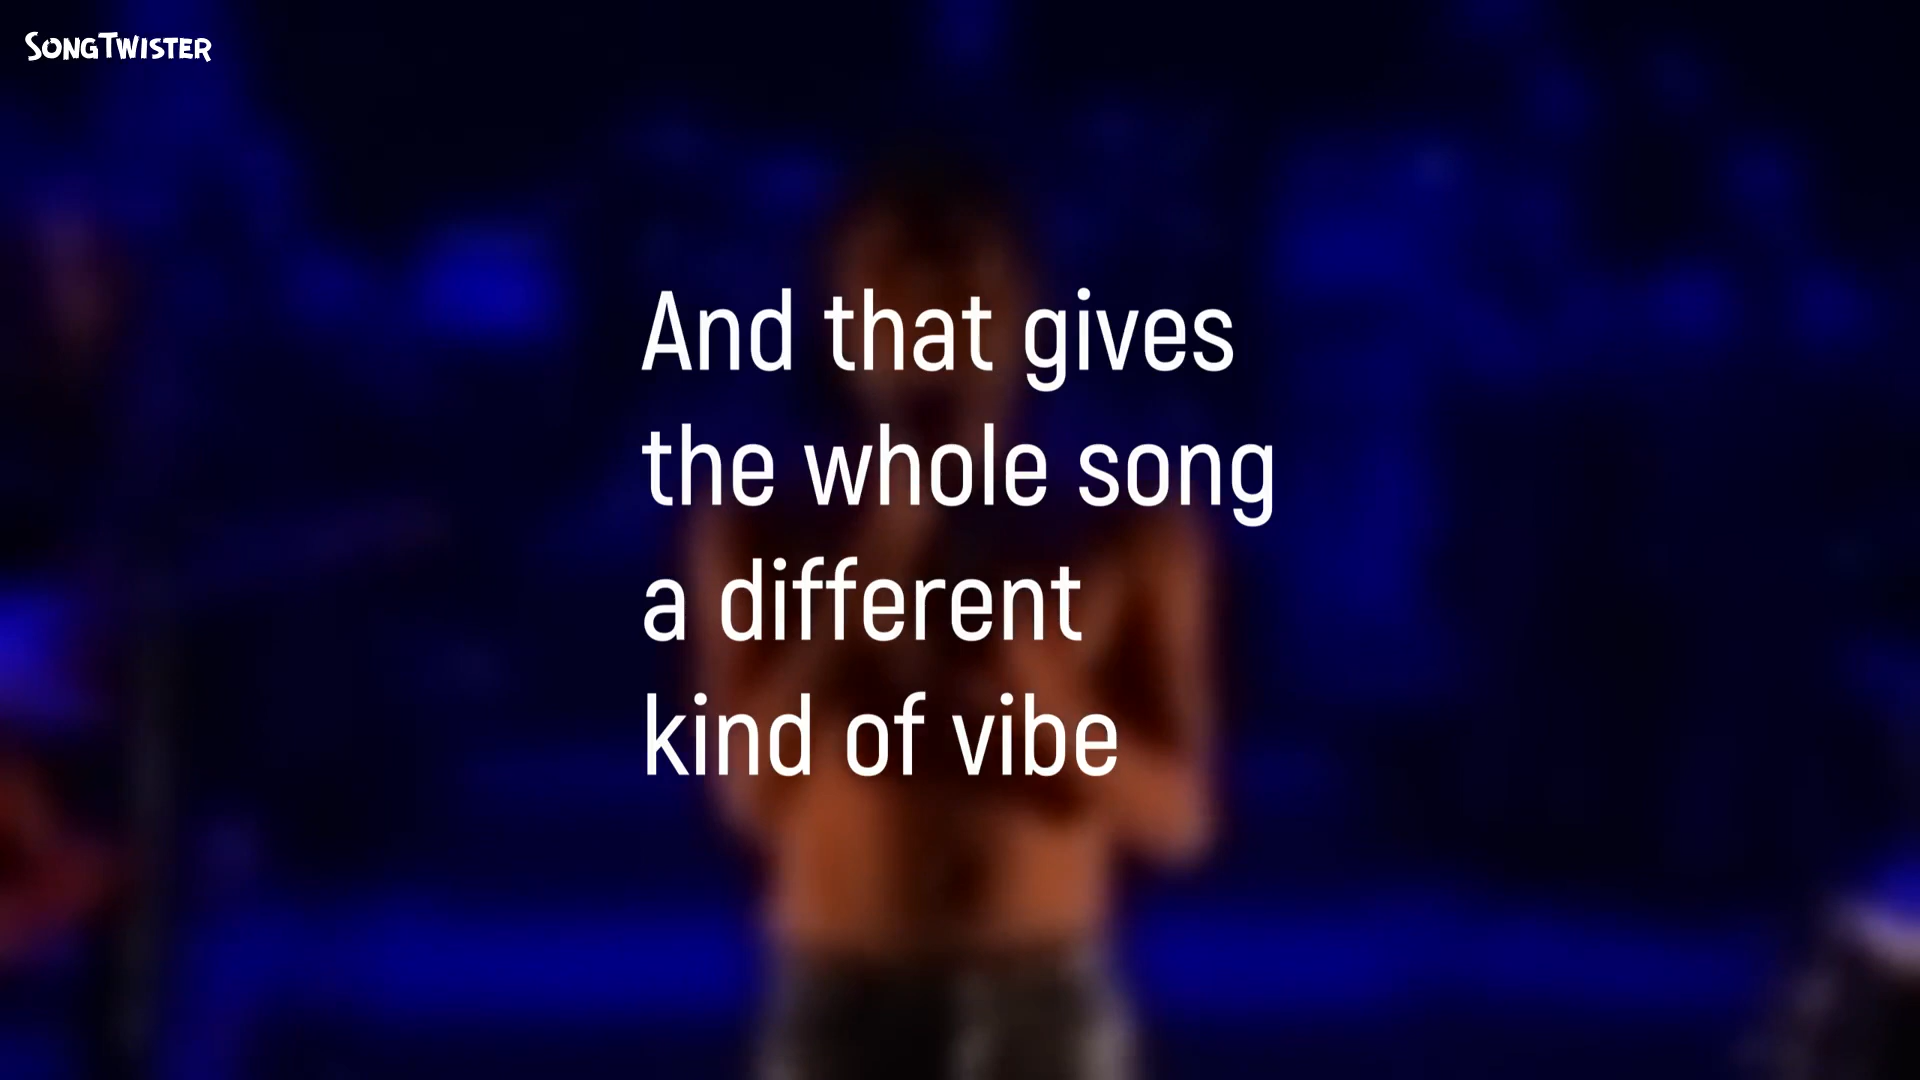 SONGTWISTER
And that gives
the whole song
a different
kind of vibe